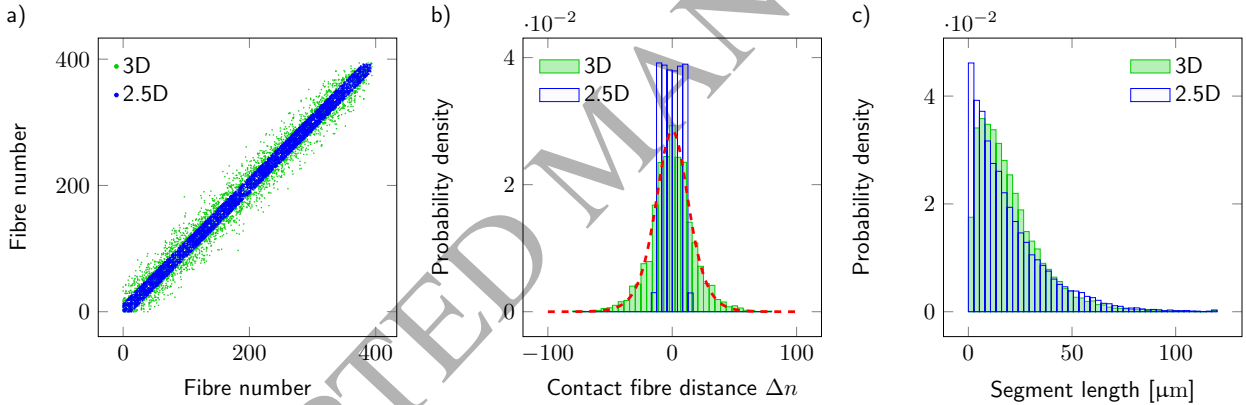 a)
Fibre number
400
200
0
0
200
400
Fibre number
3D
2.5D
b)
·10−2
Probability density
4
2
0
−100
0
100
Contact fibre distance Δn
3D
2.5D
c)
·10−2
Probability density
4
2
0
0
50
100
Segment length [μm]
3D
2.5D
TED MAN